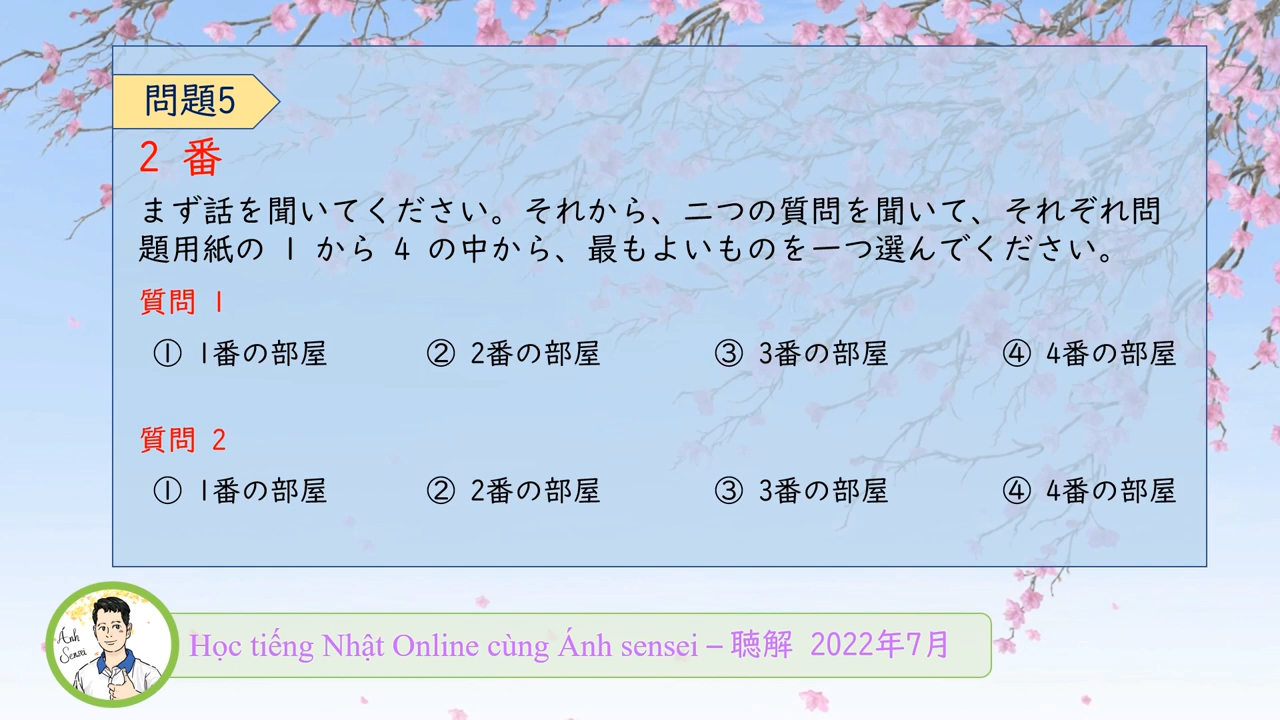 問題5
2 番
まず話を聞いてください。それから、二つの質問を聞いて、それぞれ問
題用紙の 1 から 4 の中から、最もよいものを一つ選んでください。
質問 1
① 1番の部屋 ② 2番の部屋 ③ 3番の部屋 ④ 4番の部屋
質問 2
① 1番の部屋 ② 2番の部屋 ③ 3番の部屋 ④ 4番の部屋
Ánh
Sensei
Học tiếng Nhật Online cùng Ánh sensei – 聴解 2022年7月